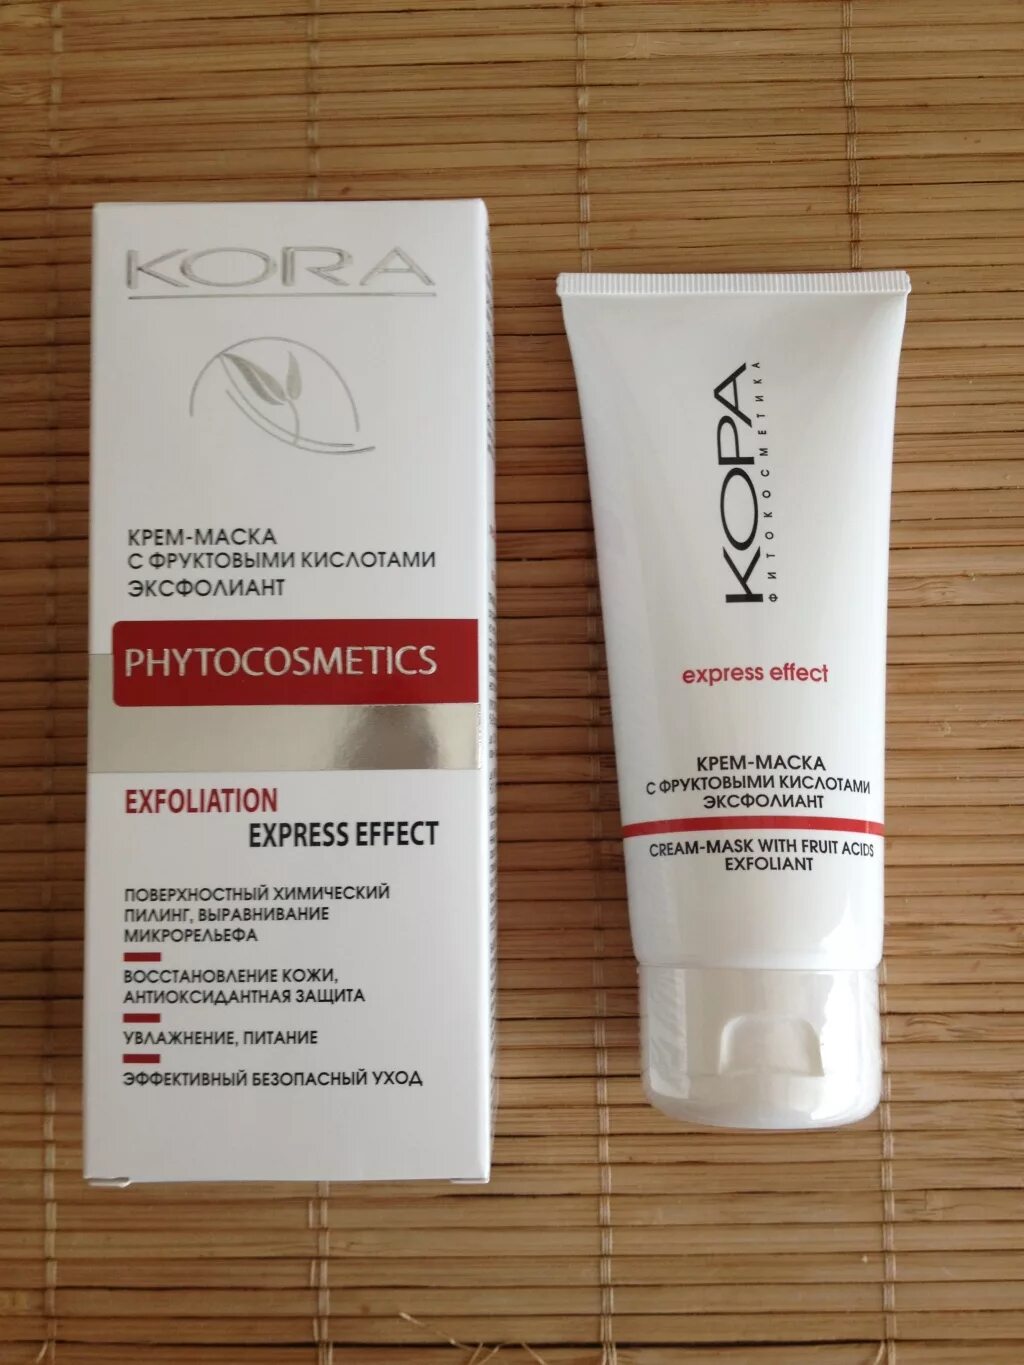 KORA
КРЕМ-МАСКА
С ФРУКТОВЫМИ КИСЛОТАМИ
ЭКСФОЛИАНТ
PHYTOCOSMETICS
EXFOLIATION
EXPRESS EFFECT
ПОВЕРХНОСТНЫЙ ХИМИЧЕСКИЙ
ПИЛИНГ, ВЫРАВНИВАНИЕ
МИКРОРЕЛЬЕФА
ВОССТАНОВЛЕНИЕ КОЖИ,
АНТИОКСИДАНТНАЯ ЗАЩИТА
УВЛАЖНЕНИЕ, ПИТАНИЕ
ЭФФЕКТИВНЫЙ БЕЗОПАСНЫЙ УХОД
КОРА
ФИТОКОСМЕТИКА
express effect
КРЕМ-МАСКА
С ФРУКТОВЫМИ КИСЛОТАМИ
ЭКСФОЛИАНТ
CREAM-MASK WITH FRUIT ACIDS
EXFOLIANT